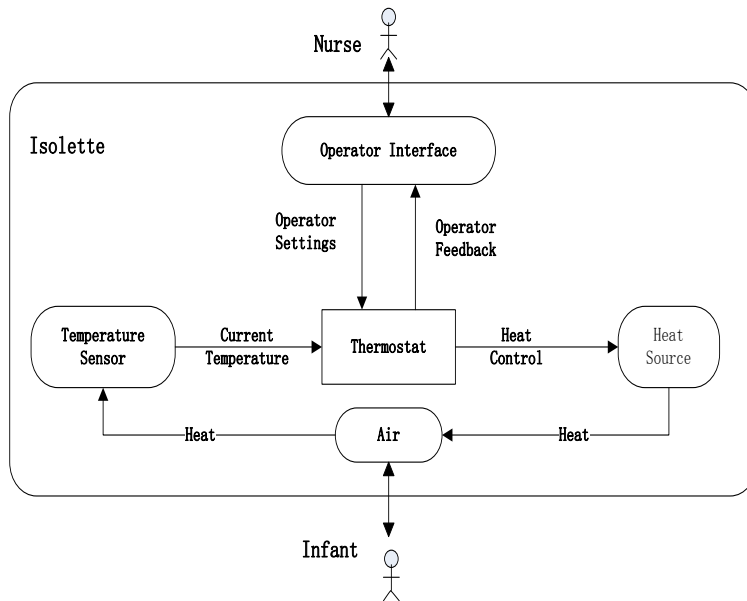 Nurse
Isolette
Operator Interface
Operator
Settings
Operator
Feedback
Temperature
Sensor
Current
Temperature
Thermostat
Heat
Control
Heat
Source
Heat
Air
Heat
Infant